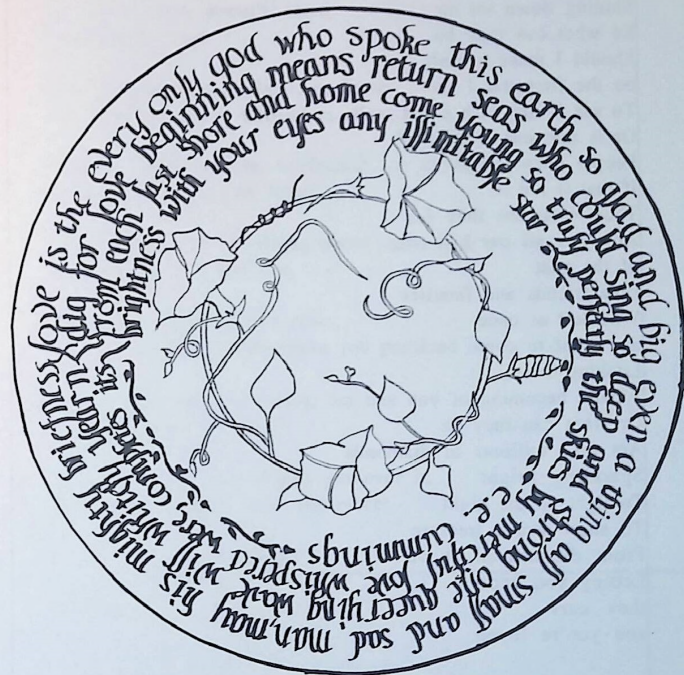 love is the every only god who spoke this earth so glad and big even a thing all small and sad man, may his mighty briefness
dig for love beginning means return seas who could sing so deep and strong one queerying wave will whitely yearn
from each last shore and home come young so truly perfectly the skies by merciful love whispered were, completes its
brightness with your eyes any illimitable star
e.e. cummings